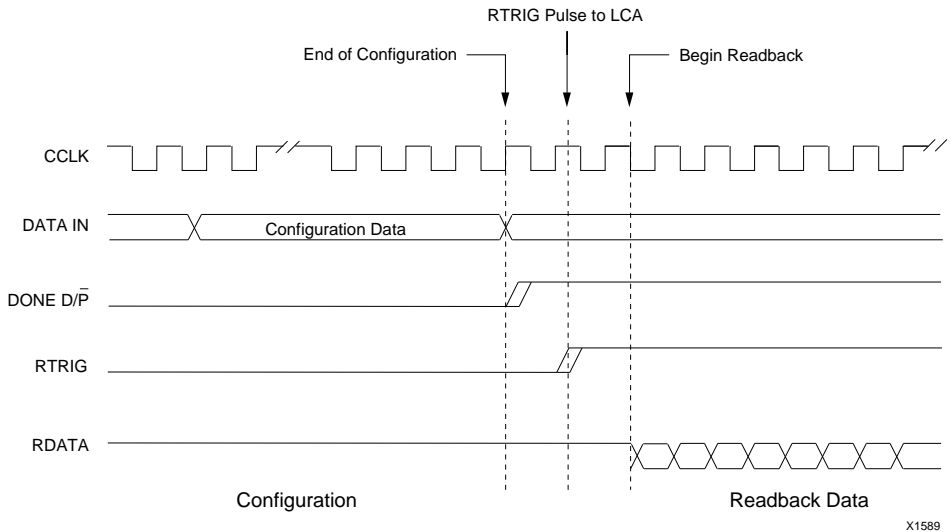 RTRIG Pulse to LCA
End of Configuration
Begin Readback
CCLK
DATA IN
Configuration Data
DONE D/P̅
RTRIG
RDATA
Configuration
Readback Data
X1589